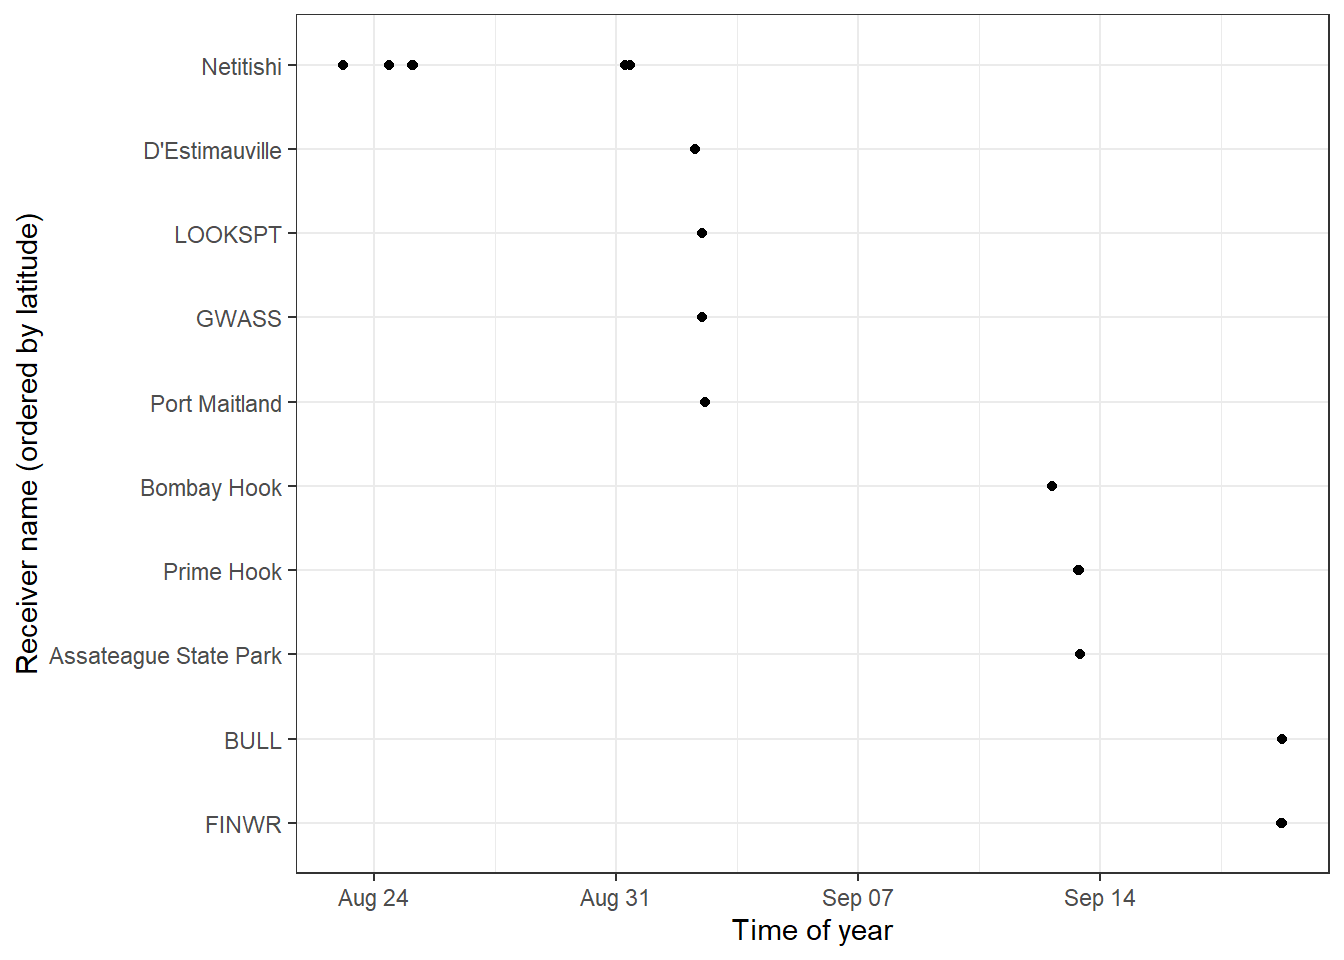 Receiver name (ordered by latitude)
Netitishi
D'Estimauville
LOOKSPT
GWASS
Port Maitland
Bombay Hook
Prime Hook
Assateague State Park
BULL
FINWR
Aug 24
Aug 31
Sep 07
Sep 14
Time of year